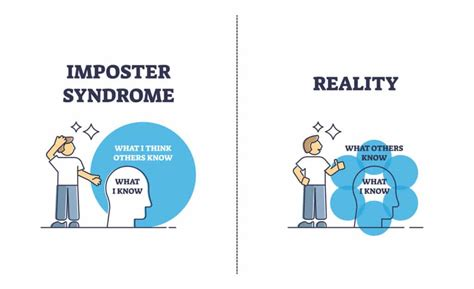 IMPOSTER
SYNDROME
WHAT I THINK
OTHERS KNOW
WHAT
I KNOW
REALITY
WHAT OTHERS
KNOW
WHAT
I KNOW